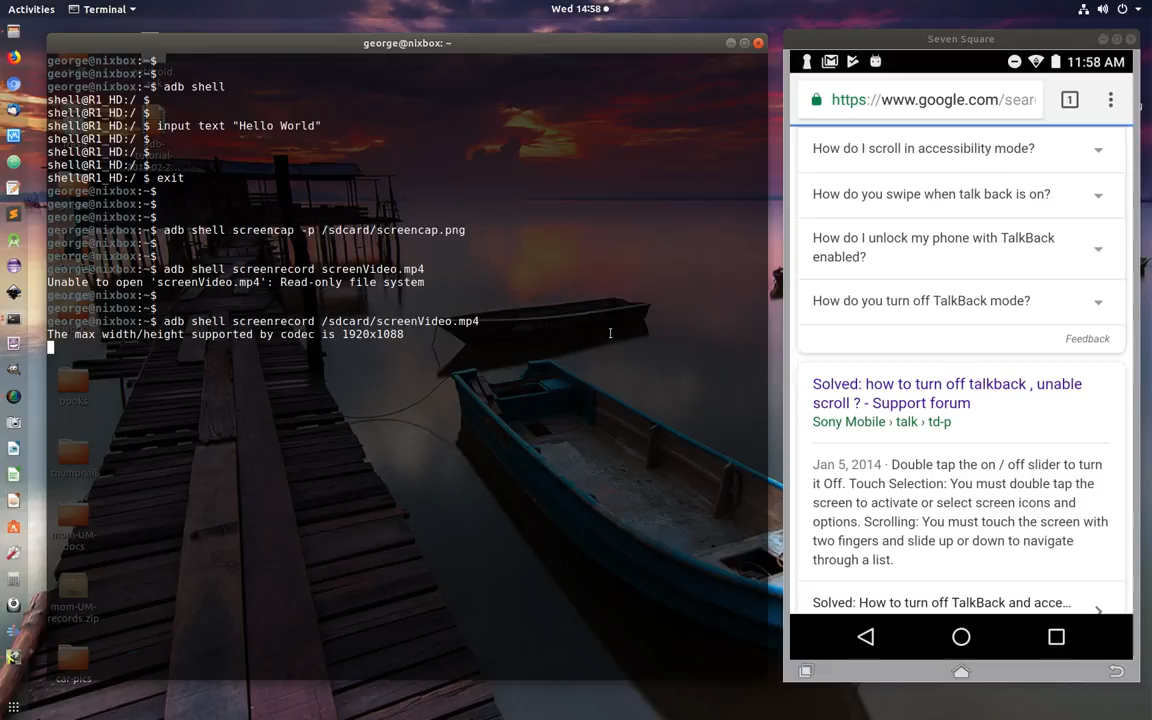 Activities
Terminal
Wed 14:58
george@nixbox: ~
george@nixbox:~$
george@nixbox:~$
george@nixbox:~$ adb shell
shell@R1_HD:/ $
shell@R1_HD:/ $
shell@R1_HD:/ $ input text "Hello World"
shell@R1_HD:/ $
shell@R1_HD:/ $
shell@R1_HD:/ $
shell@R1_HD:/ $ exit
george@nixbox:~$
george@nixbox:~$
george@nixbox:~$
george@nixbox:~$ adb shell screencap -p /sdcard/screencap.png
george@nixbox:~$
george@nixbox:~$
george@nixbox:~$ adb shell screenrecord screenVideo.mp4
Unable to open 'screenVideo.mp4': Read-only file system
george@nixbox:~$
george@nixbox:~$
george@nixbox:~$ adb shell screenrecord /sdcard/screenVideo.mp4
The max width/height supported by codec is 1920x1088
books
thumbnail
mom-UM-
docs
zip
mom-UM-
records.zip
car-pics
Seven Square
11:58 AM
https://www.google.com/sear
1
How do I scroll in accessibility mode?
How do you swipe when talk back is on?
How do I unlock my phone with TalkBack
enabled?
How do you turn off TalkBack mode?
Feedback
Solved: how to turn off talkback , unable
scroll ? - Support forum
Sony Mobile › talk › td-p
Jan 5, 2014 · Double tap the on / off slider to turn
it Off. Touch Selection: You must double tap the
screen to activate or select screen icons and
options. Scrolling: You must touch the screen with
two fingers and slide up or down to navigate
through a list.
Solved: How to turn off TalkBack and acce...